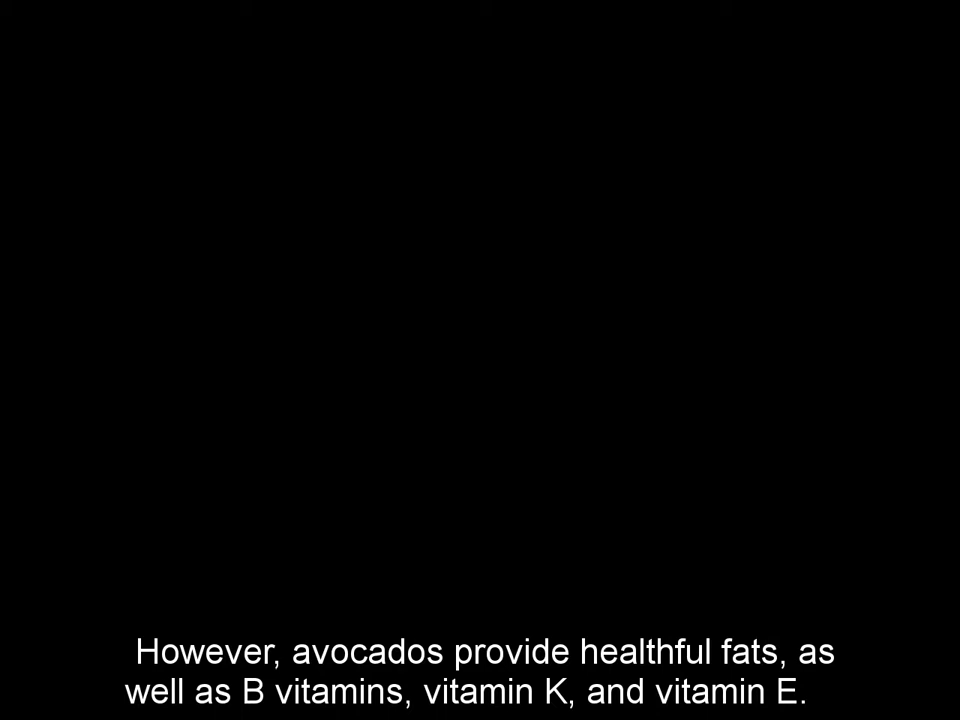 However, avocados provide healthful fats, as
well as B vitamins, vitamin K, and vitamin E.